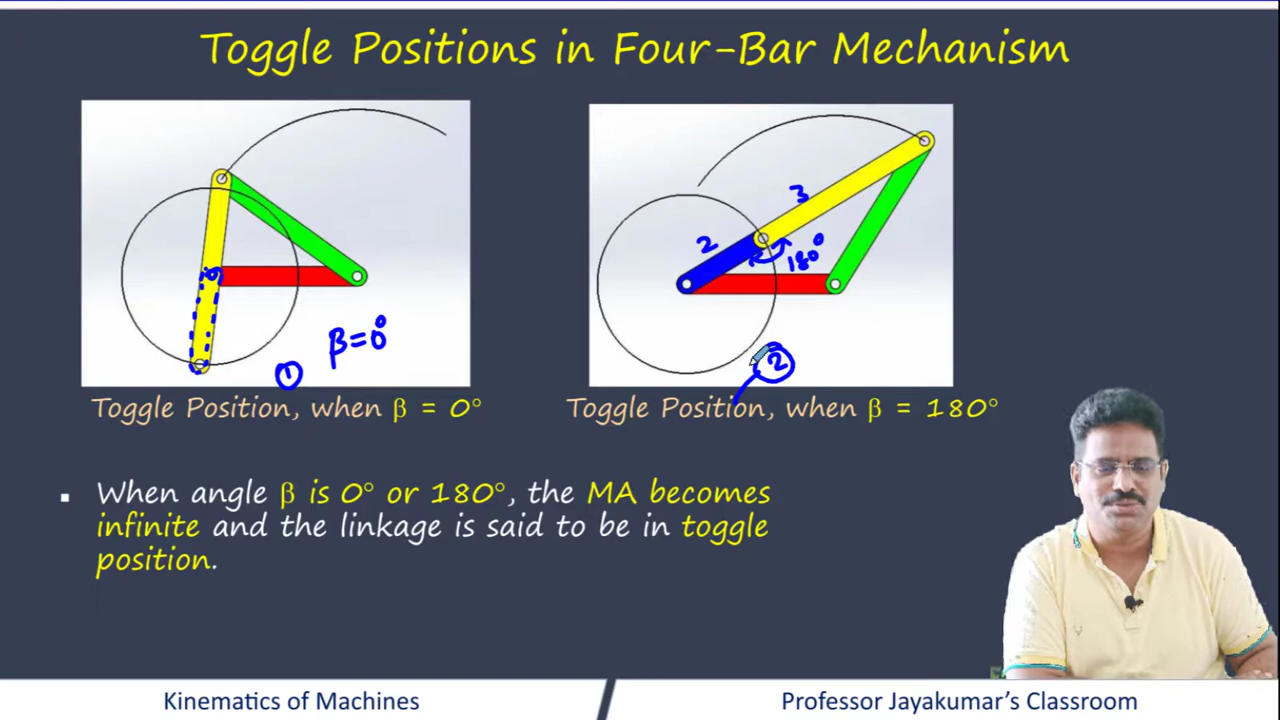 Toggle Positions in Four-Bar Mechanism
β = 0°
1
2
3
180°
2
Toggle Position, when β = 0°
Toggle Position, when β = 180°
▪ When angle β is 0° or 180°, the MA becomes
infinite and the linkage is said to be in toggle
position.
Kinematics of Machines
Professor Jayakumar's Classroom